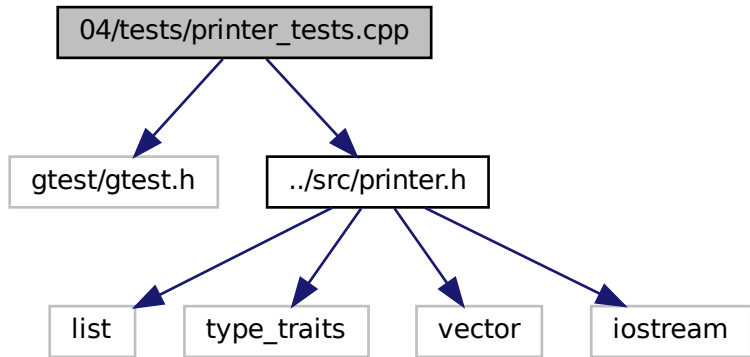 04/tests/printer_tests.cpp
gtest/gtest.h
../src/printer.h
list
type_traits
vector
iostream